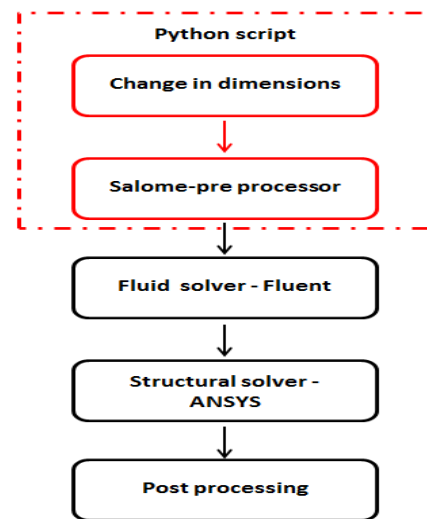 Python script
Change in dimensions
Salome-pre processor
Fluid solver - Fluent
Structural solver -
ANSYS
Post processing